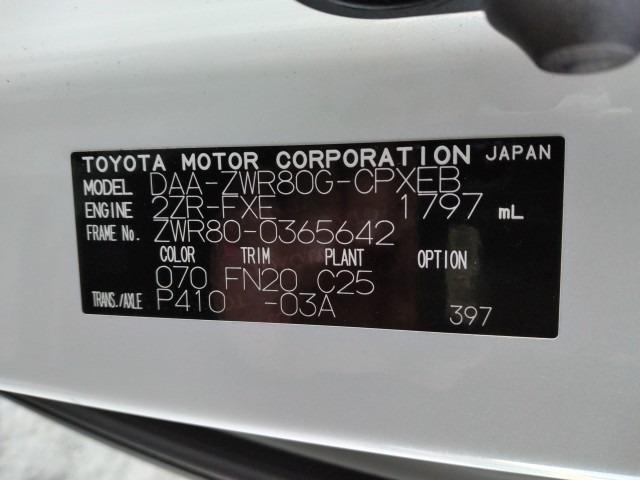 TOYOTA MOTOR CORPORATION JAPAN
MODEL DAA-ZWR80G-CPXEB
ENGINE 2ZR-FXE 1797 mL
FRAME No. ZWR80-0365642
COLOR TRIM PLANT OPTION
070 FN20 C25
TRANS./AXLE P410 -03A 397